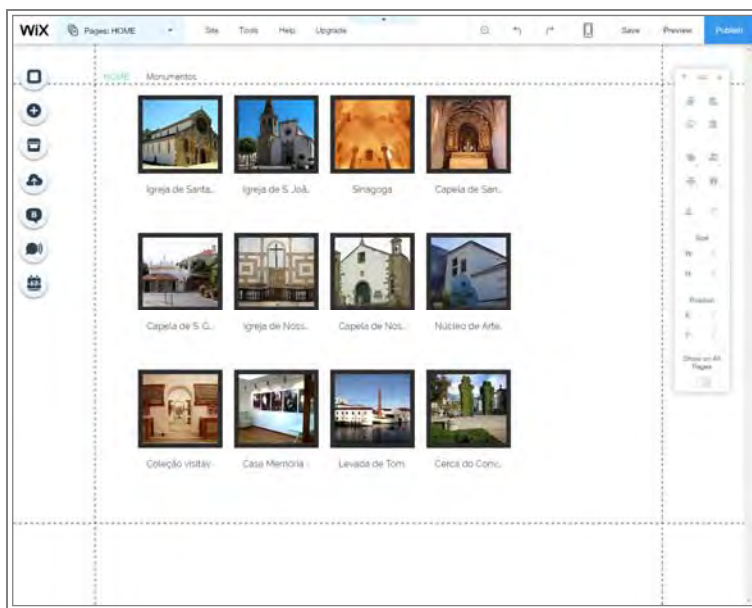 WiX Pages: HOME Site Tools Help Upgrade Save Preview Publish
HOME Monumentos
Igreja de Santa... Igreja de S. Joã... Sinagoga Capela de San...
Capela de S. G... Igreja de Noss... Capela de Nos... Núcleo de Arte...
Coleção visitáv Casa Memória Levada de Tom Cerca do Conv...
Size
W:
H:
Position
X:
Y:
Show on All
Pages